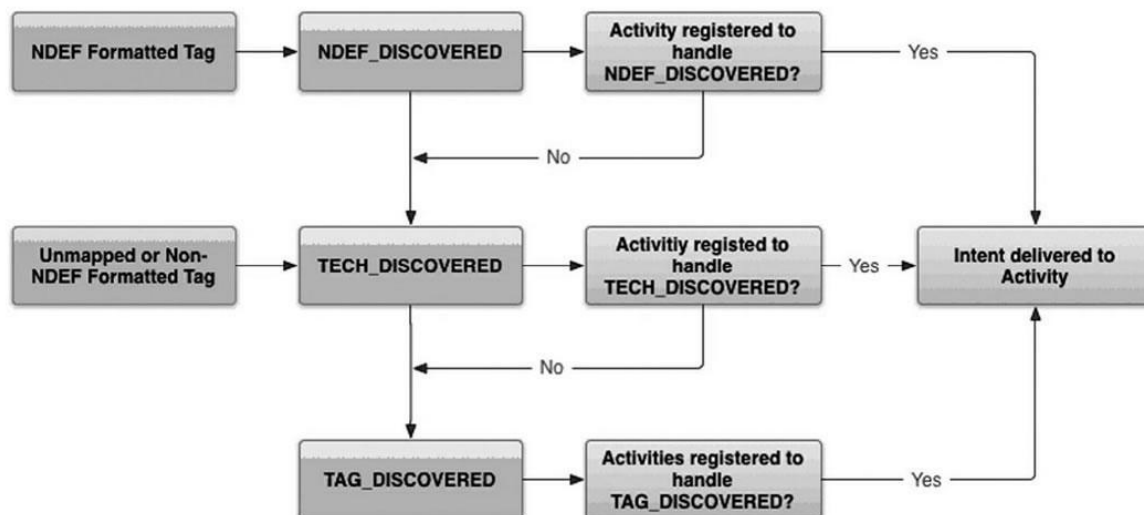 NDEF Formatted Tag
NDEF_DISCOVERED
Activity registered to
handle
NDEF_DISCOVERED?
Yes
No
Unmapped or Non-
NDEF Formatted Tag
TECH_DISCOVERED
Activitiy registed to
handle
TECH_DISCOVERED?
Yes
Intent delivered to
Activity
No
TAG_DISCOVERED
Activities registered to
handle
TAG_DISCOVERED?
Yes